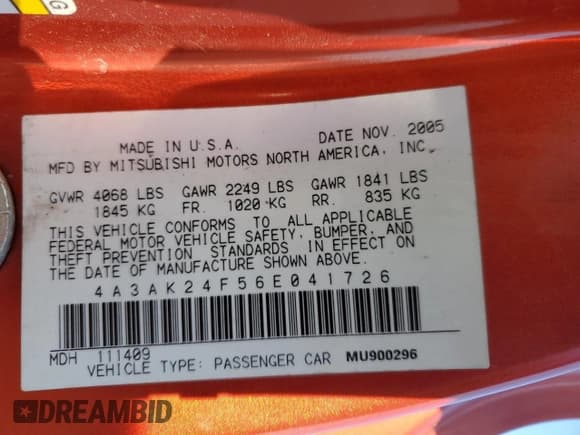 G
MADE IN U.S.A. DATE NOV. 2005
MFD BY MITSUBISHI MOTORS NORTH AMERICA, INC.
GVWR 4068 LBS GAWR 2249 LBS GAWR 1841 LBS
1845 KG FR. 1020 KG RR. 835 KG
THIS VEHICLE CONFORMS TO ALL APPLICABLE
FEDERAL MOTOR VEHICLE SAFETY, BUMPER, AND
THEFT PREVENTION STANDARDS IN EFFECT ON
THE DATE OF MANUFACTURE SHOWN ABOVE.
4A3AK24F56E041726
MDH 111409
VEHICLE TYPE: PASSENGER CAR MU900296
DREAMBID